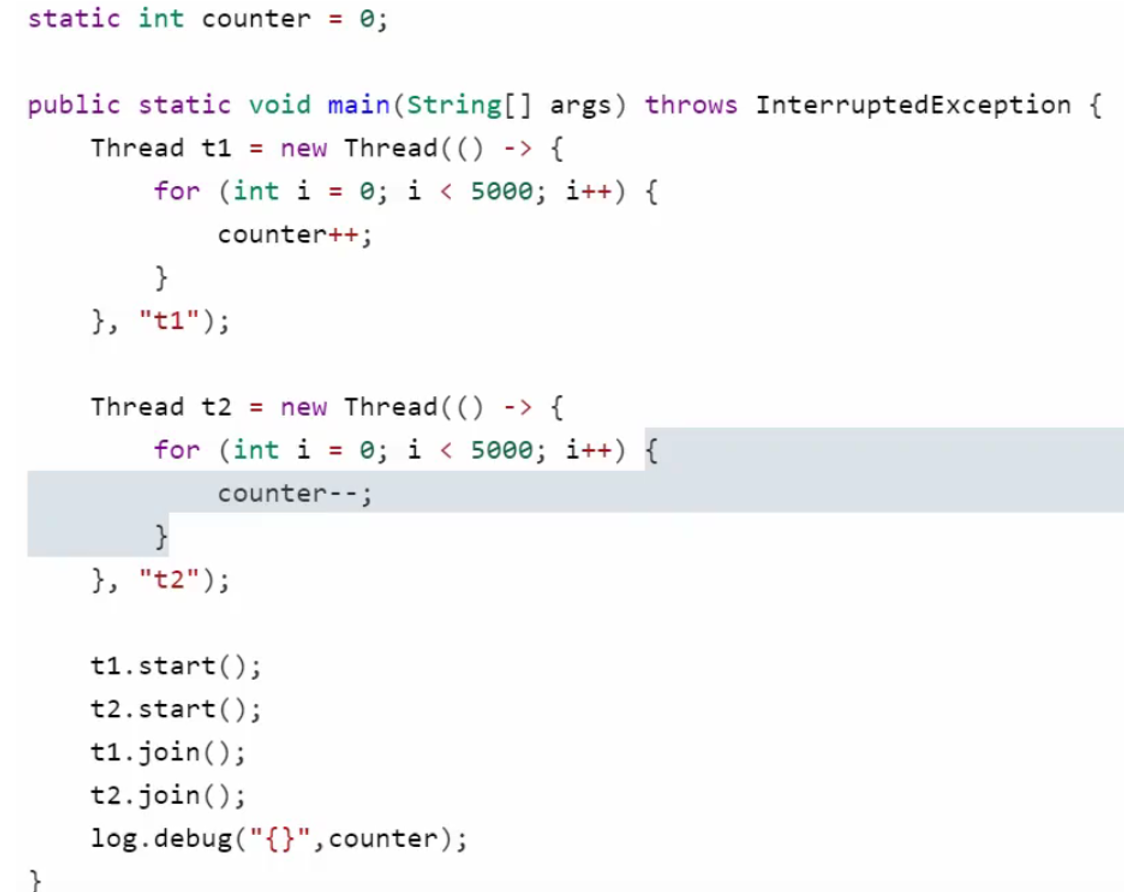 static int counter = 0;
public static void main(String[] args) throws InterruptedException {
Thread t1 = new Thread(() -> {
for (int i = 0; i < 5000; i++) {
counter++;
}
}, "t1");
Thread t2 = new Thread(() -> {
for (int i = 0; i < 5000; i++) {
counter--;
}
}, "t2");
t1.start();
t2.start();
t1.join();
t2.join();
log.debug("{}",counter);
}